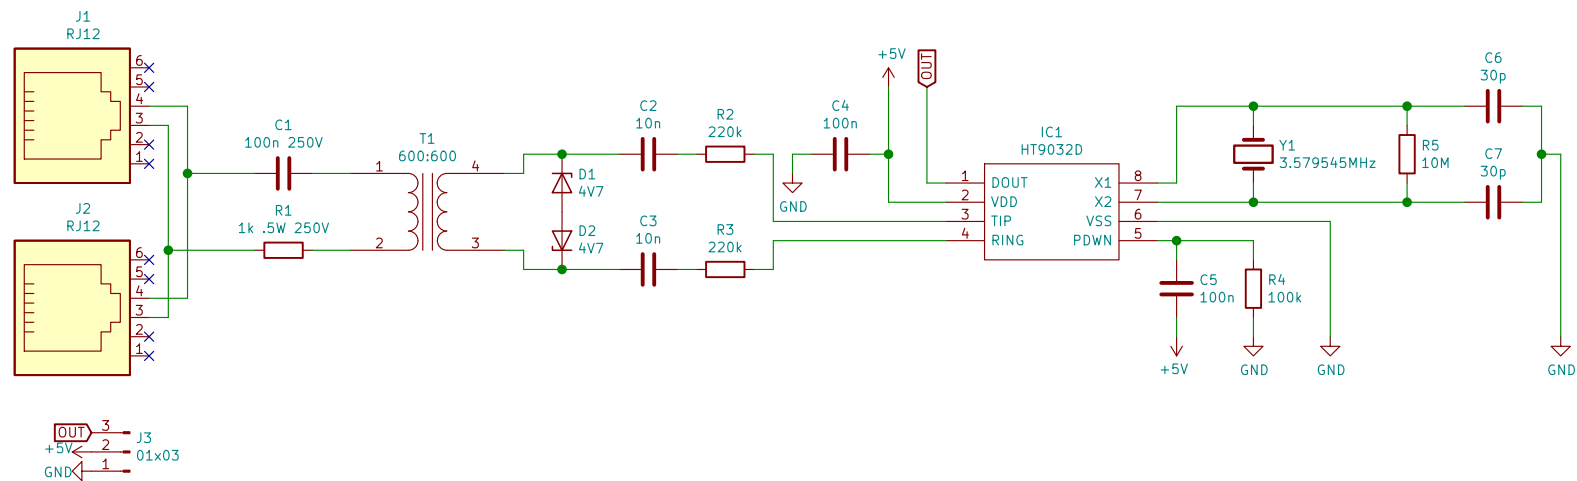 J1
RJ12
6
5
4
3
2
1
J2
RJ12
6
5
4
3
2
1
C1
100n 250V
R1
1k .5W 250V
T1
600:600
1
2
4
3
D1
4V7
D2
4V7
C2
10n
C3
10n
R2
220k
R3
220k
C4
100n
GND
+5V
OUT
IC1
HT9032D
1
2
3
4
DOUT
VDD
TIP
RING
X1
X2
VSS
PDWN
8
7
6
5
C5
100n
+5V
R4
100k
GND
GND
Y1
3.579545MHz
R5
10M
C6
30p
C7
30p
GND
OUT
3
+5V
2
GND
1
J3
01x03